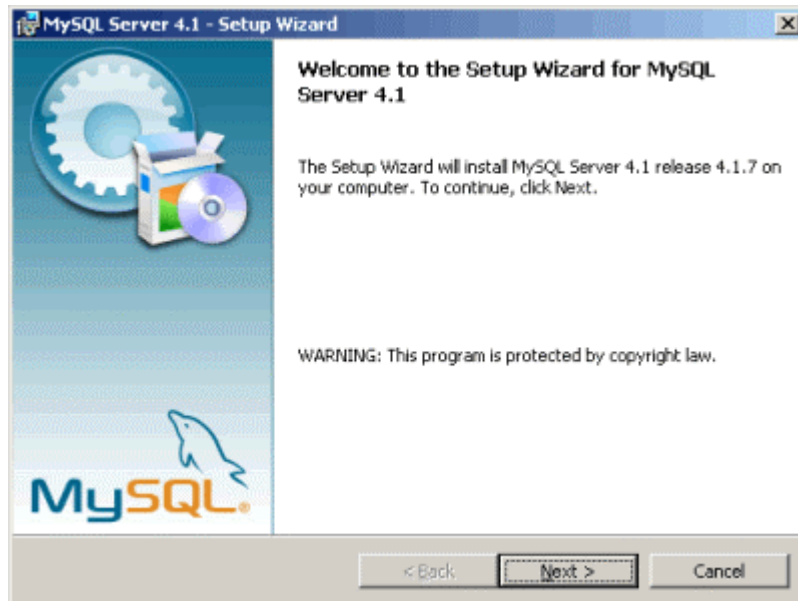 MySQL Server 4.1 - Setup Wizard
Welcome to the Setup Wizard for MySQL
Server 4.1
The Setup Wizard will install MySQL Server 4.1 release 4.1.7 on
your computer. To continue, click Next.
WARNING: This program is protected by copyright law.
MySQL®
< Back
Next >
Cancel